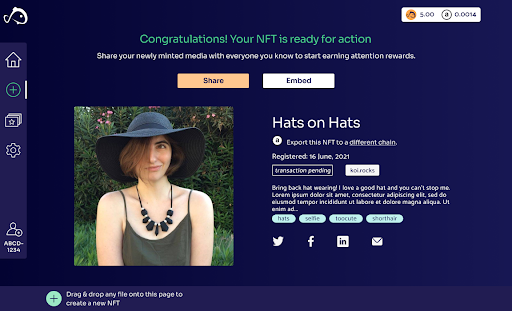 5.00
a 0.0014
Congratulations! Your NFT is ready for action
Share your newly minted media with everyone you know to start earning attention rewards.
Share
Embed
Hats on Hats
a Export this NFT to a different chain.
Registered: 16 June, 2021
transaction pending
koi.rocks
Bring back hat wearing! I love a good hat and you can't stop me.
Lorem ipsum dolor sit amet, consectetur adipiscing elit, sed do
eiusmod tempor incididunt ut labore et dolore magna aliqua. Ut
enim ad...
hats
selfie
toocute
shorthair
ABCD-
1234
Drag & drop any file onto this page to
create a new NFT